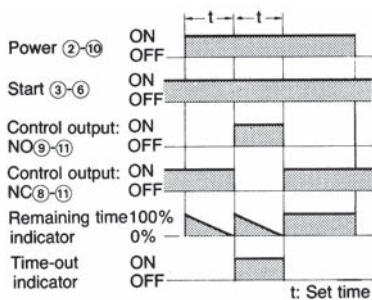 t t
Power ②-⑩ ON
OFF
Start ③-⑥ ON
OFF
Control output: ON
NO⑨-⑪ OFF
Control output: ON
NC⑧-⑪ OFF
Remaining time 100%
indicator 0%
Time-out ON
indicator OFF
t: Set time